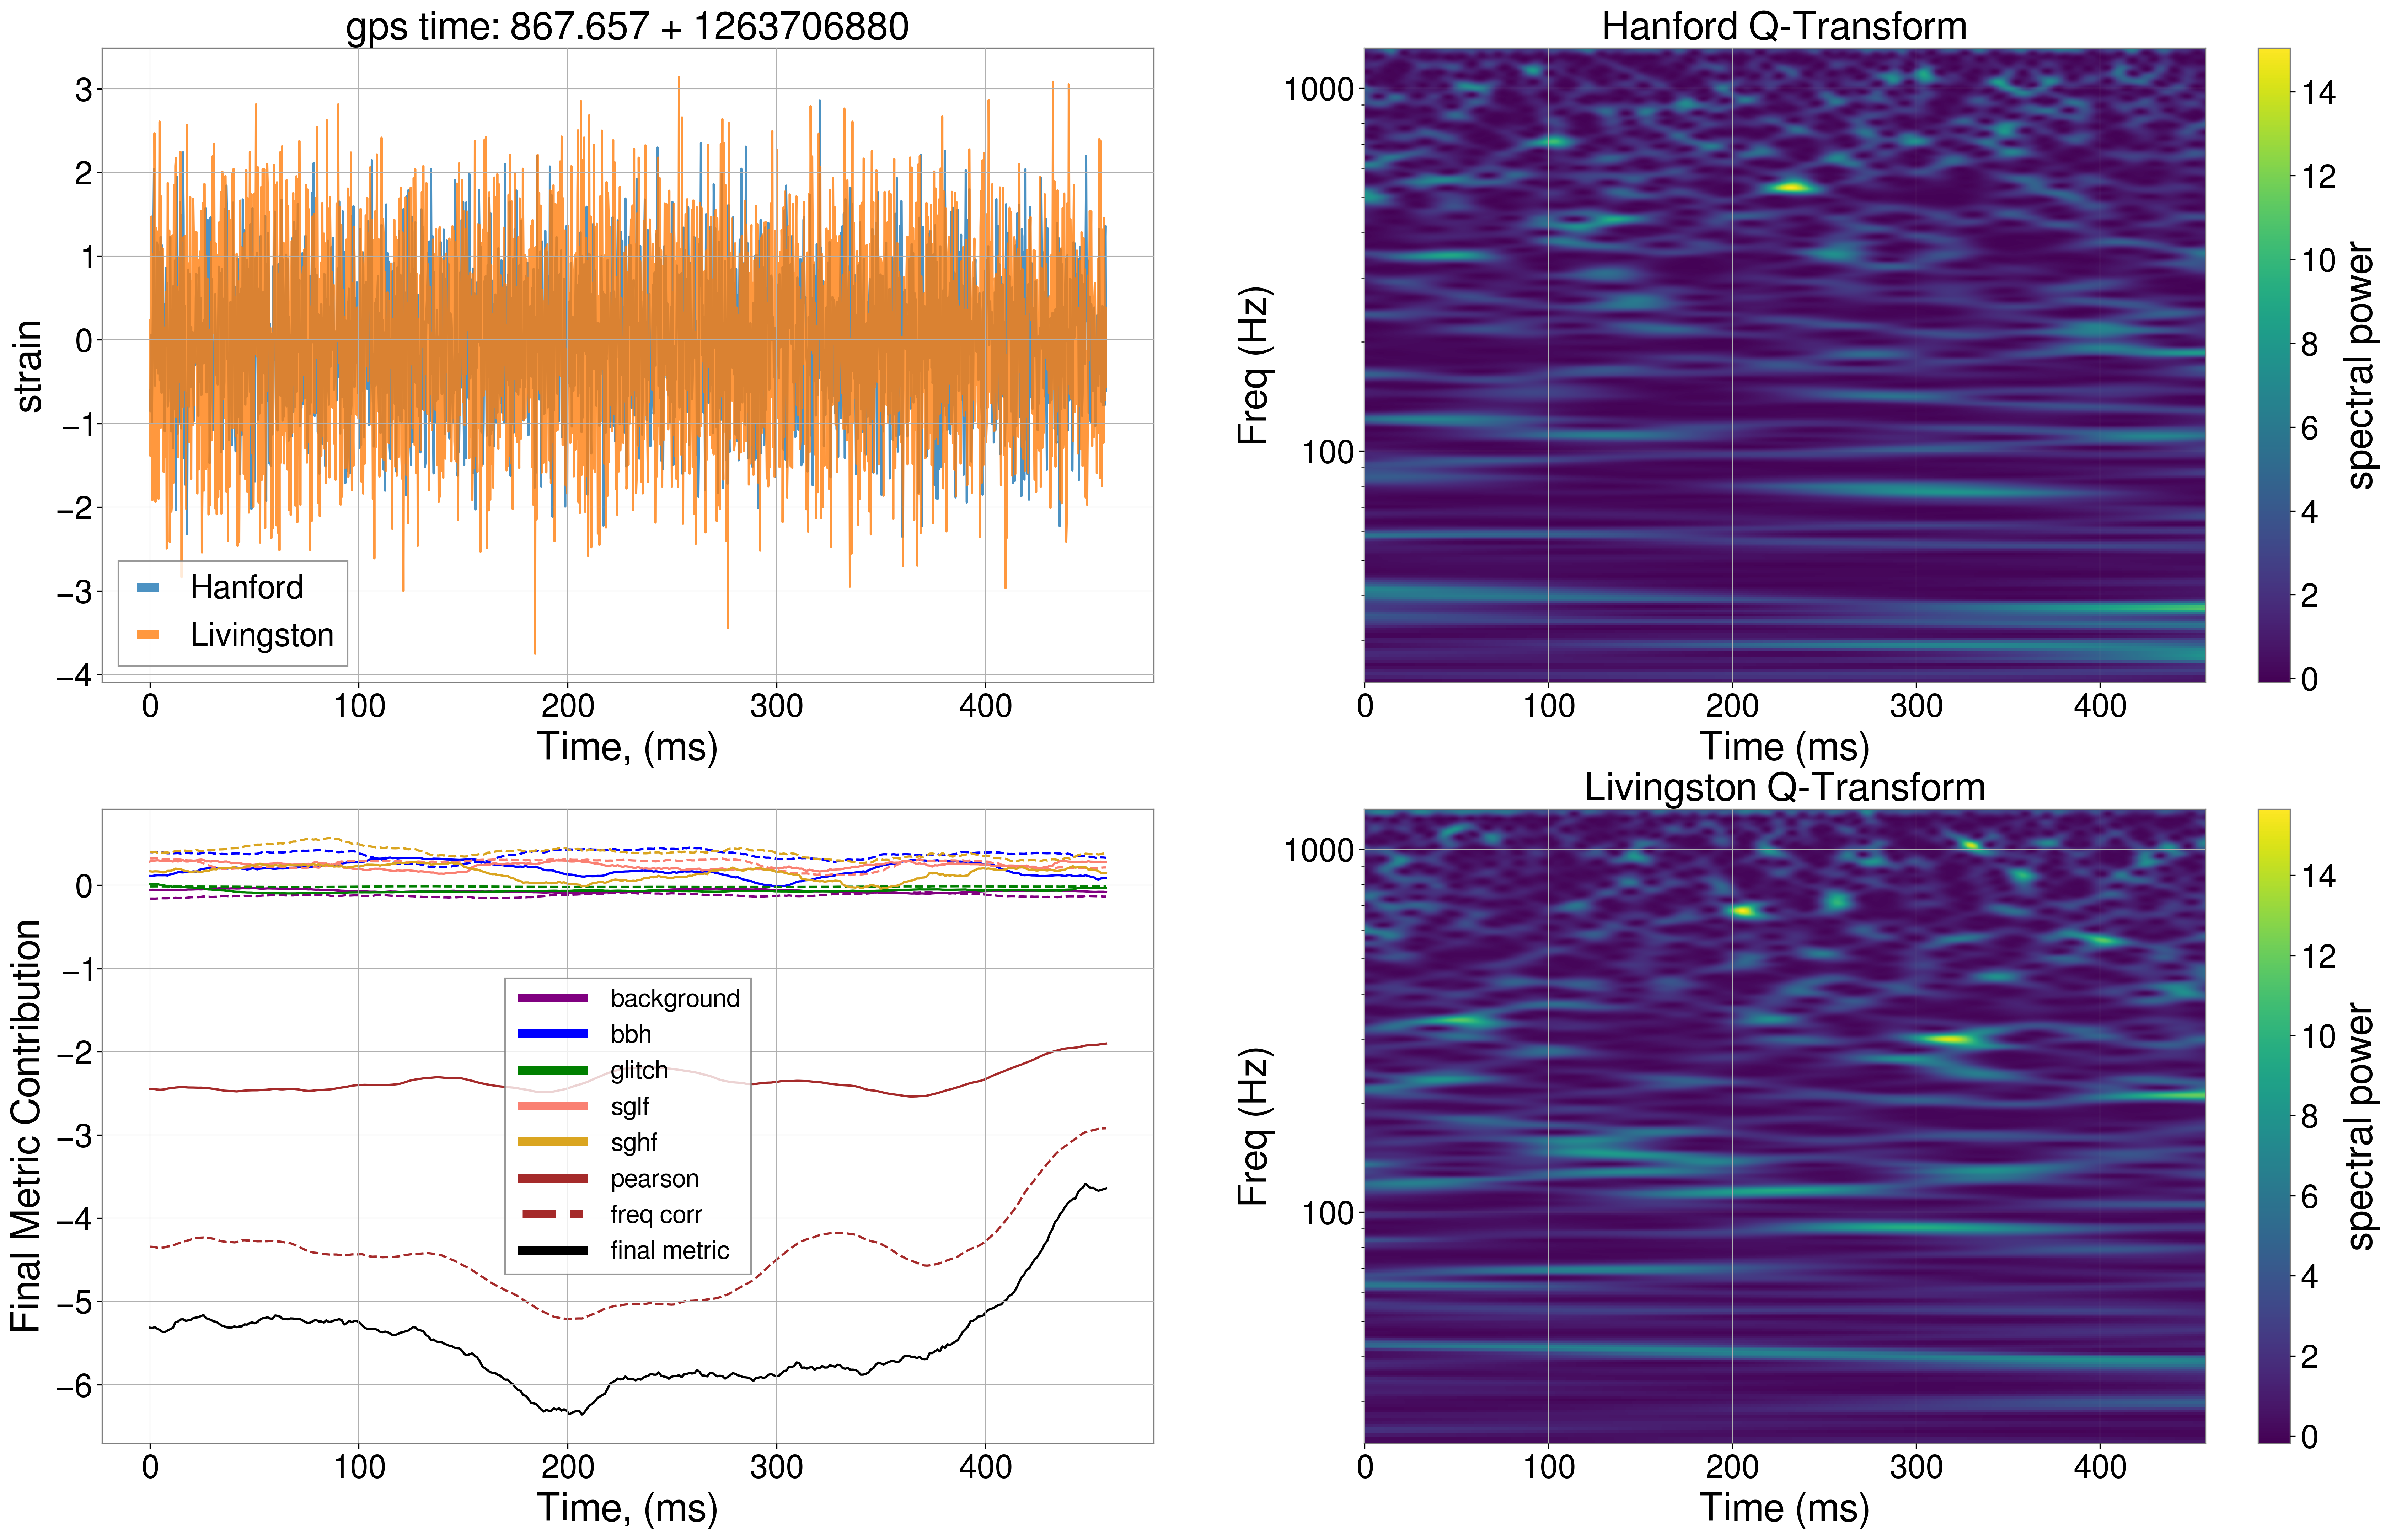 gps time: 867.657 + 1263706880
3
2
1
0
−1
−2
−3
−4
strain
Hanford
Livingston
0 100 200 300 400
Time, (ms)
Hanford Q-Transform
1000
100
Freq (Hz)
0 100 200 300 400
Time (ms)
14
12
10
8
6
4
2
0
spectral power
0
−1
−2
−3
−4
−5
−6
Final Metric Contribution
background
bbh
glitch
sglf
sghf
pearson
freq corr
final metric
0 100 200 300 400
Time, (ms)
Livingston Q-Transform
1000
100
Freq (Hz)
0 100 200 300 400
Time (ms)
14
12
10
8
6
4
2
0
spectral power